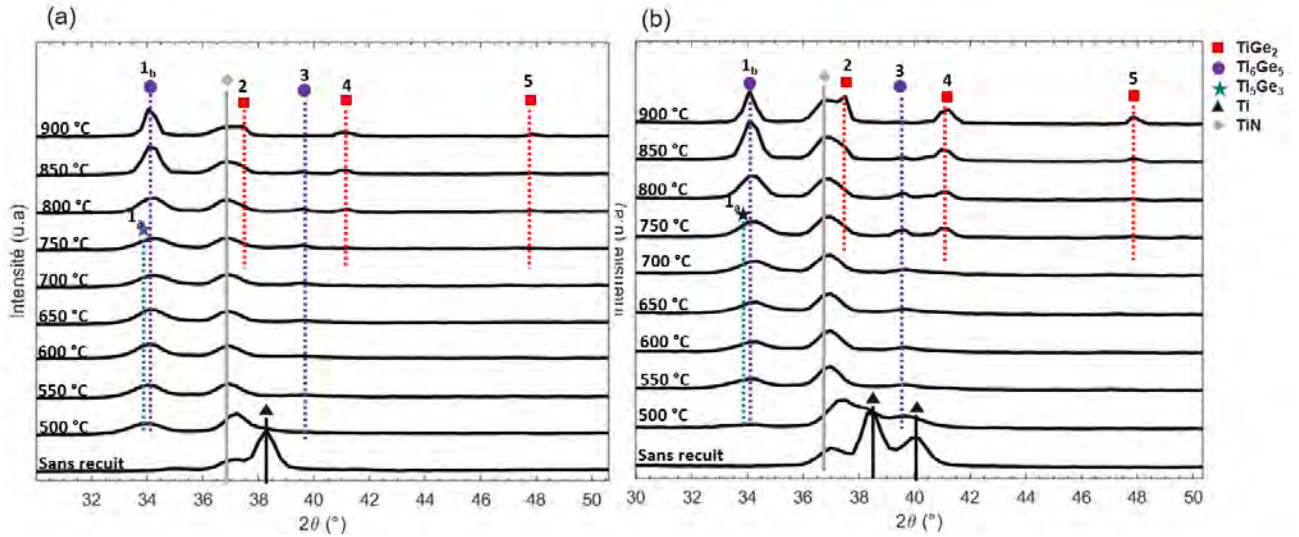 (a)
1b
2
3
4
5
900 °C
850 °C
800 °C
1a
750 °C
700 °C
650 °C
600 °C
550 °C
500 °C
Sans recuit
32 34 36 38 40 42 44 46 48 50
2θ (°)
Intensité (u.a)
(b)
1b
2
3
4
5
900 °C
850 °C
800 °C
1a
750 °C
700 °C
650 °C
600 °C
550 °C
500 °C
Sans recuit
30 32 34 36 38 40 42 44 46 48 50
2θ (°)
TiGe2
Ti6Ge5
Ti5Ge3
Ti
TiN